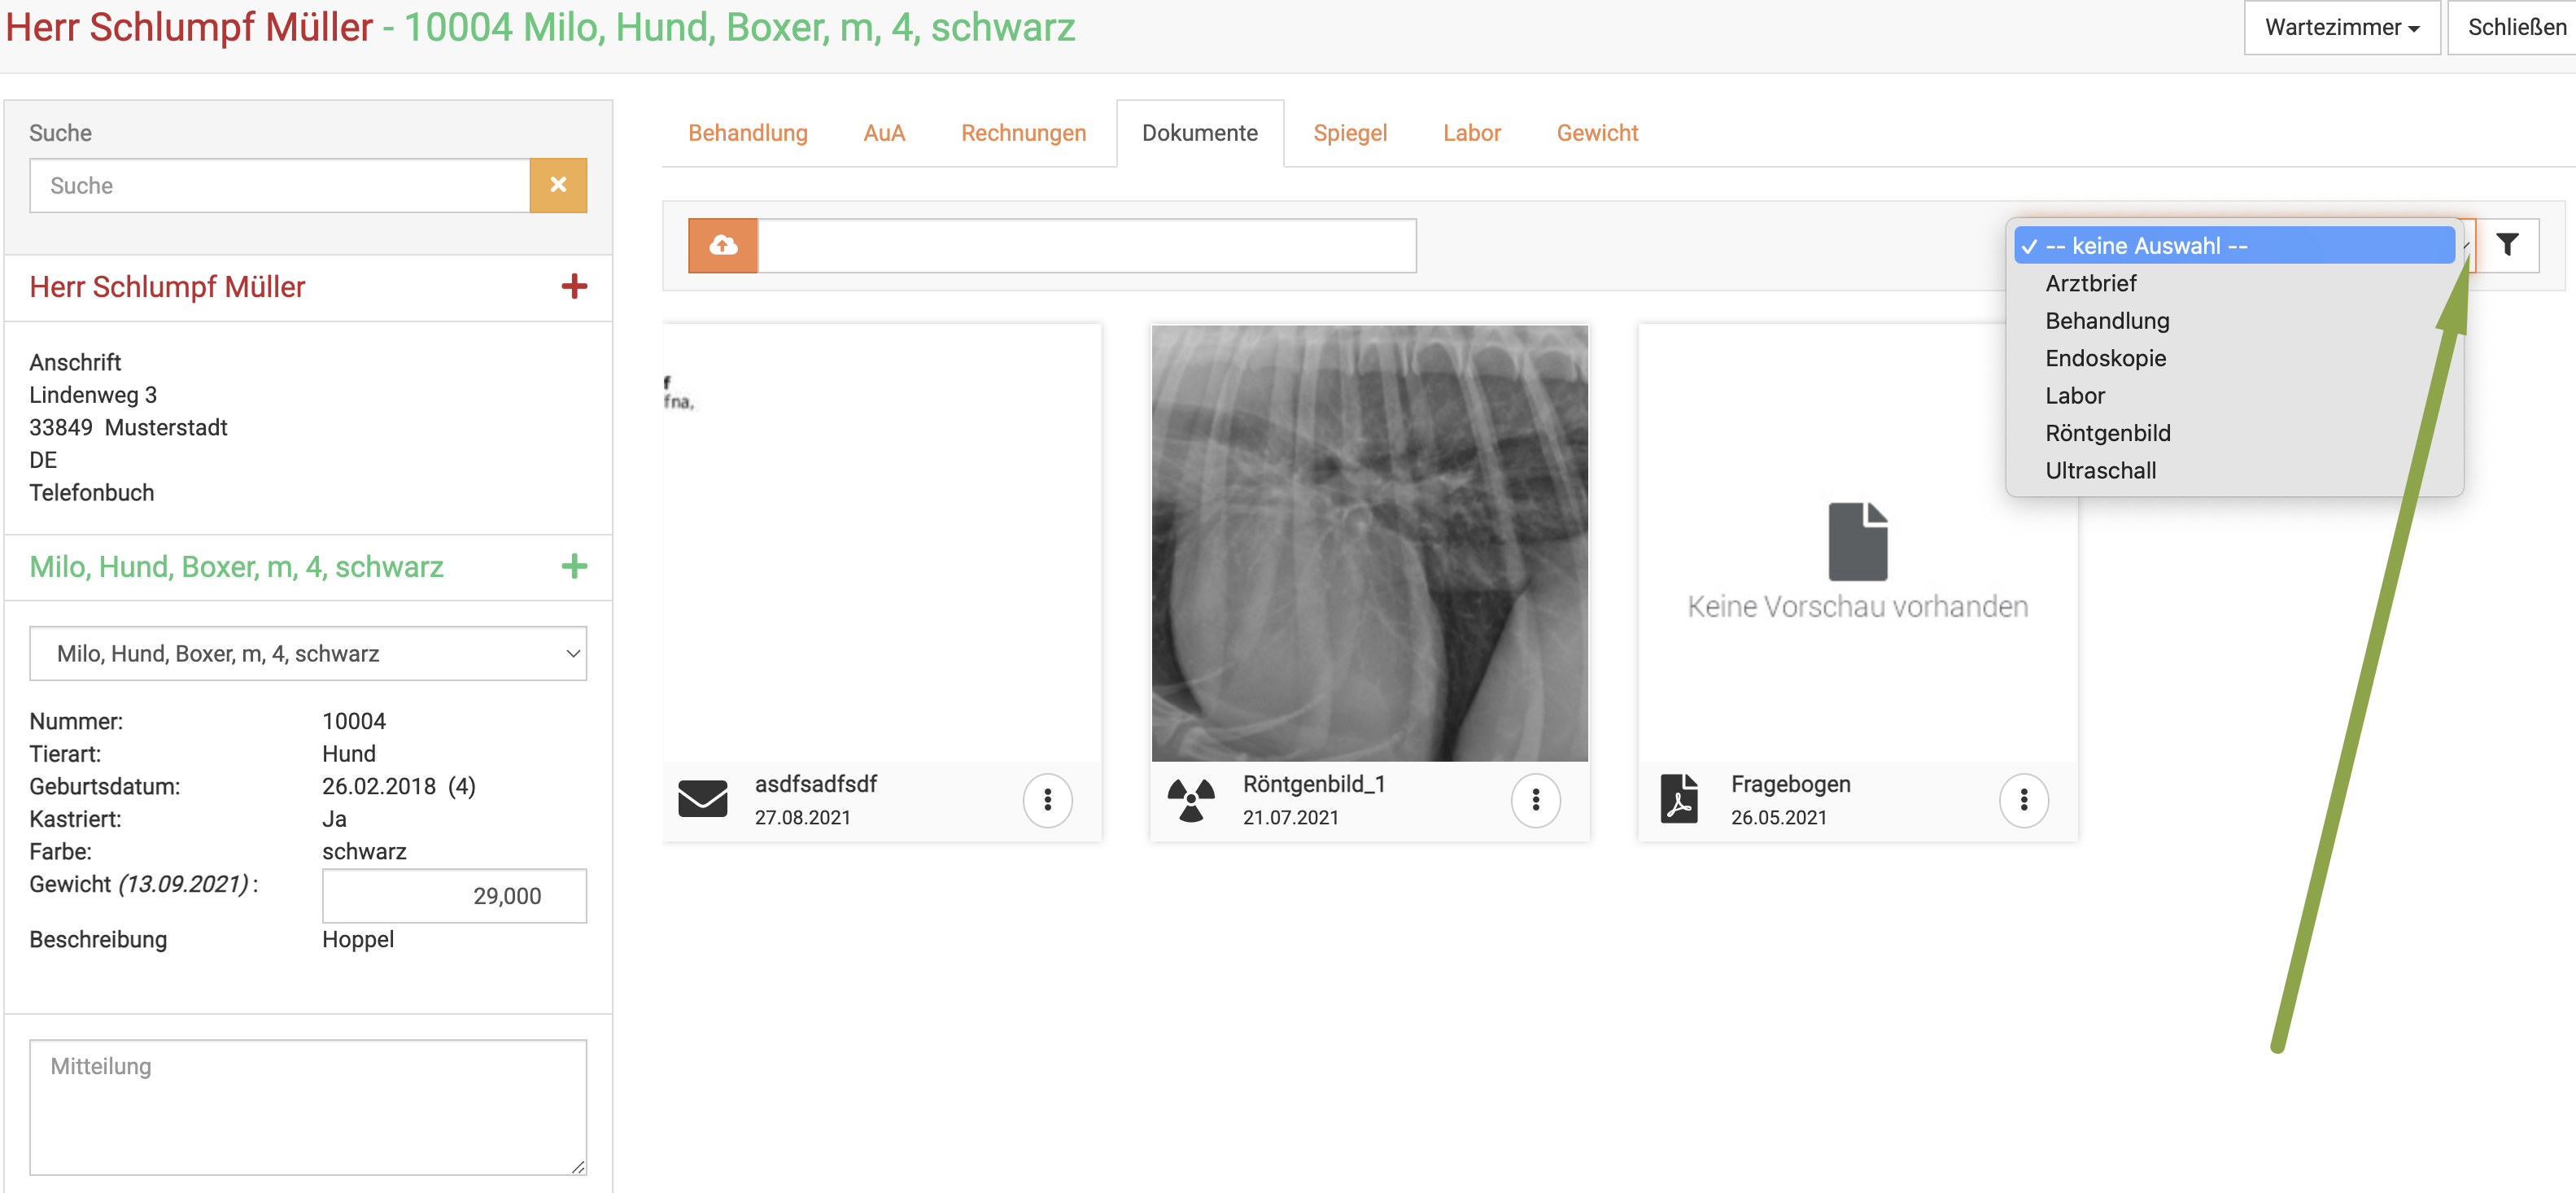 Herr Schlumpf Müller - 10004 Milo, Hund, Boxer, m, 4, schwarz
Wartezimmer
Schließen
Suche
Suche
Herr Schlumpf Müller
Anschrift
Lindenweg 3
33849 Musterstadt
DE
Telefonbuch
Milo, Hund, Boxer, m, 4, schwarz
Milo, Hund, Boxer, m, 4, schwarz
Nummer: 10004
Tierart: Hund
Geburtsdatum: 26.02.2018 (4)
Kastriert: Ja
Farbe: schwarz
Gewicht (13.09.2021) : 29,000
Beschreibung Hoppel
Mitteilung
Behandlung AuA Rechnungen Dokumente Spiegel Labor Gewicht
-- keine Auswahl --
Arztbrief
Behandlung
Endoskopie
Labor
Röntgenbild
Ultraschall
f
fna,
asdfsadfsdf
27.08.2021
Röntgenbild_1
21.07.2021
Keine Vorschau vorhanden
Fragebogen
26.05.2021